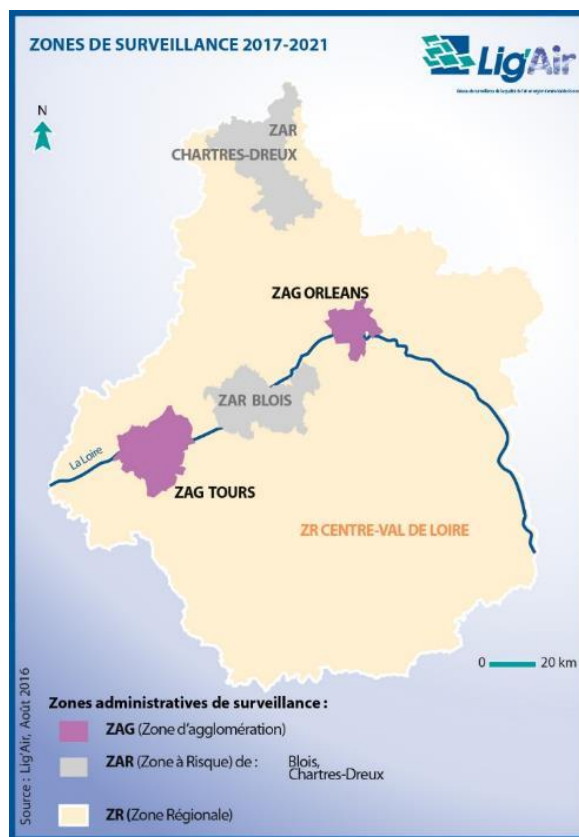 ZONES DE SURVEILLANCE 2017-2021
Lig'Air
N
ZAR
CHARTRES-DREUX
ZAG ORLEANS
ZAR BLOIS
La Loire
ZAG TOURS
ZR CENTRE-VAL DE LOIRE
0 20 km
Zones administratives de surveillance :
ZAG (Zone d'agglomération)
ZAR (Zone à Risque) de : Blois,
Chartres-Dreux
ZR (Zone Régionale)
Source : Lig'Air, Août 2016